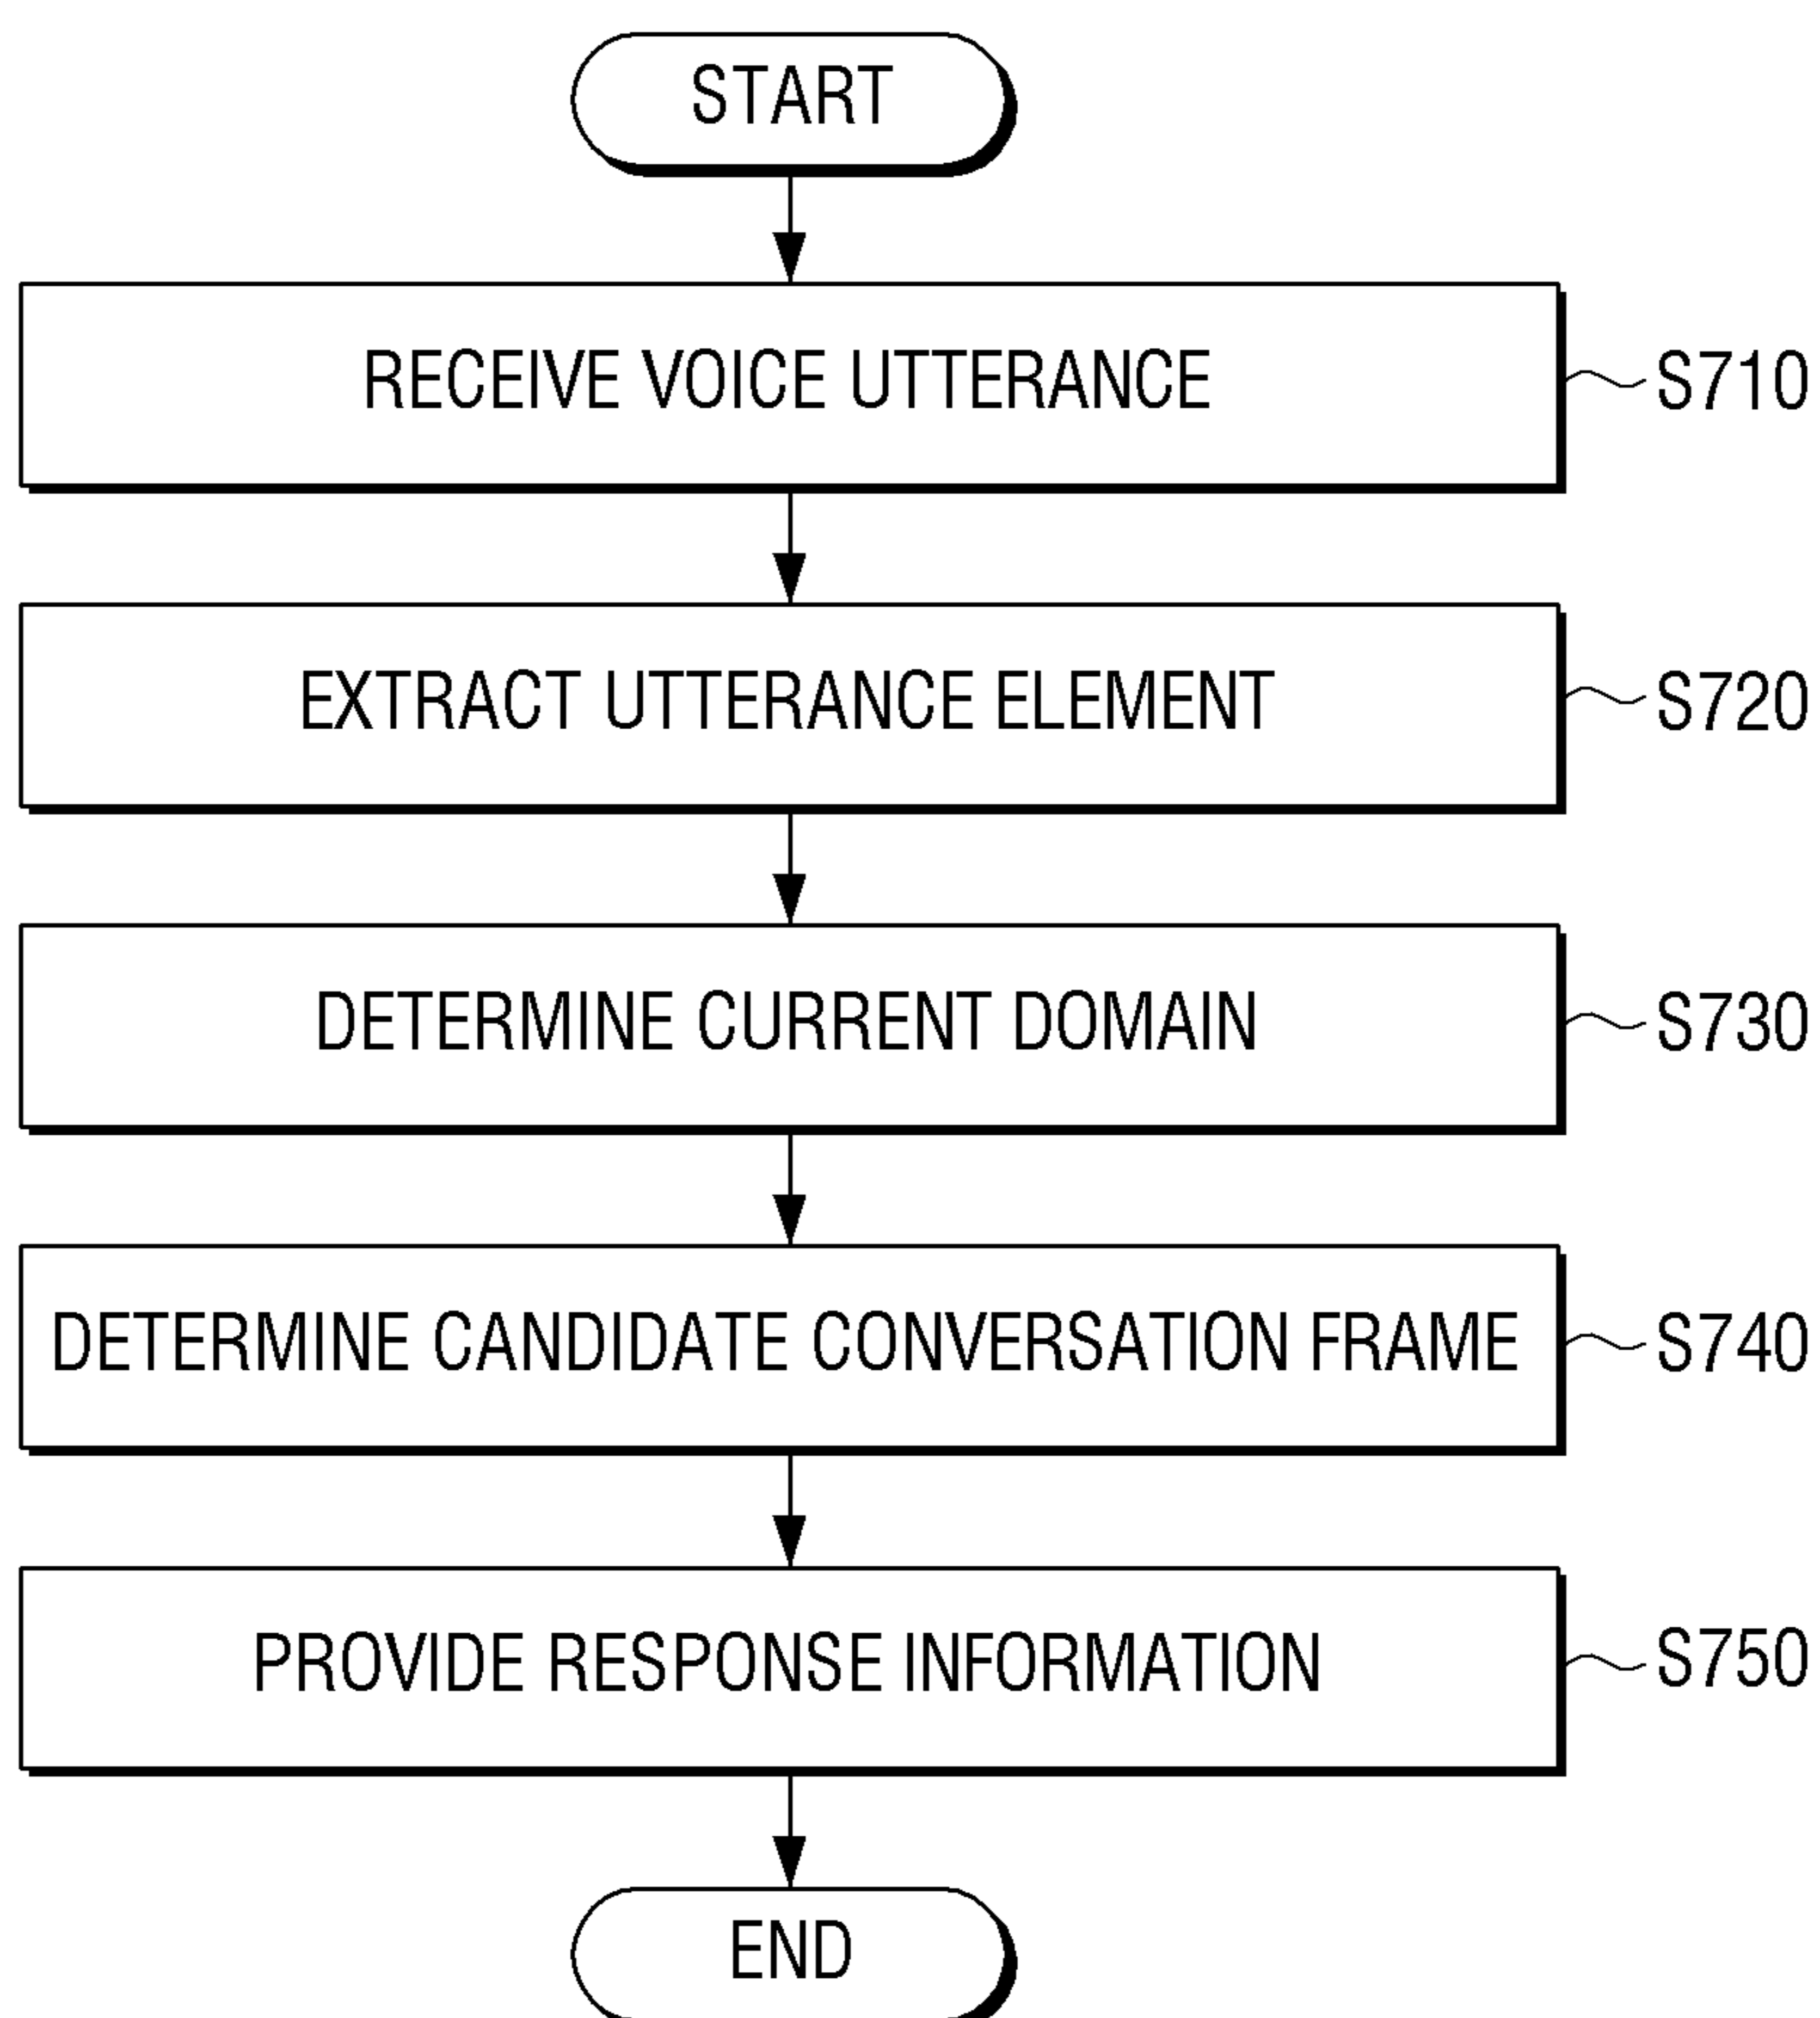 START
RECEIVE VOICE UTTERANCE
S710
EXTRACT UTTERANCE ELEMENT
S720
DETERMINE CURRENT DOMAIN
S730
DETERMINE CANDIDATE CONVERSATION FRAME
S740
PROVIDE RESPONSE INFORMATION
S750
END